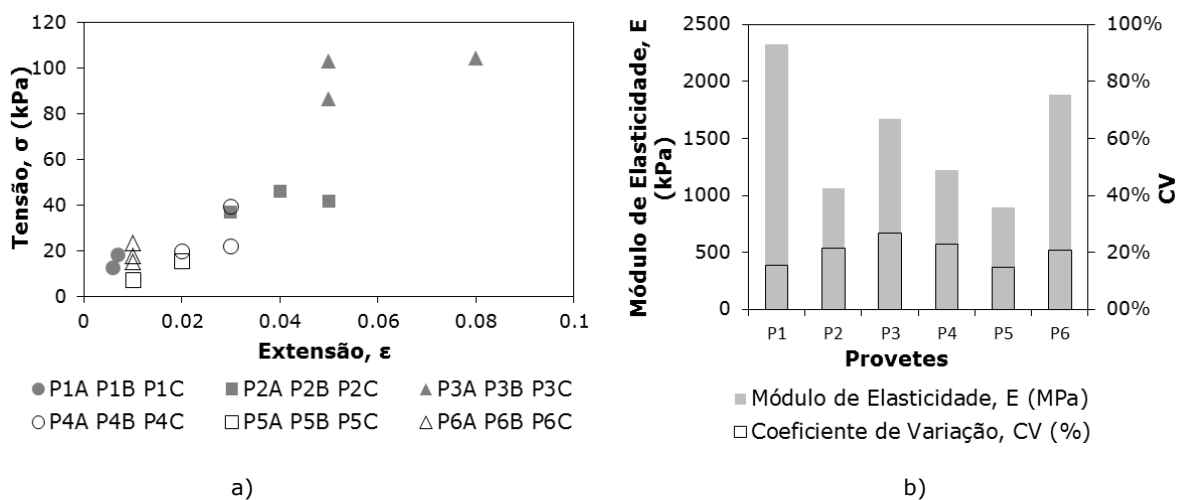 120
100
80
60
40
20
0
Tensão, σ (kPa)
0 0.02 0.04 0.06 0.08 0.1
Extensão, ε
P1A P1B P1C P2A P2B P2C P3A P3B P3C
P4A P4B P4C P5A P5B P5C P6A P6B P6C
a)
2500
2000
1500
1000
500
0
Módulo de Elasticidade, E
(kPa)
100%
80%
60%
40%
20%
00%
CV
P1 P2 P3 P4 P5 P6
Provetes
Módulo de Elasticidade, E (MPa)
Coeficiente de Variação, CV (%)
b)